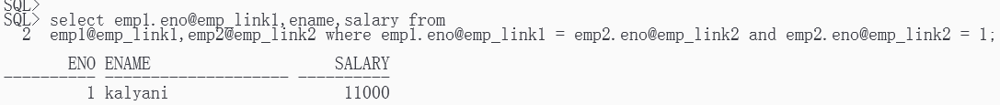 SQL>
SQL> select emp1.eno@emp_link1,ename,salary from
  2  emp1@emp_link1,emp2@emp_link2 where emp1.eno@emp_link1 = emp2.eno@emp_link2 and emp2.eno@emp_link2 = 1;
       ENO ENAME                    SALARY
---------- -------------------- ----------
         1 kalyani                   11000